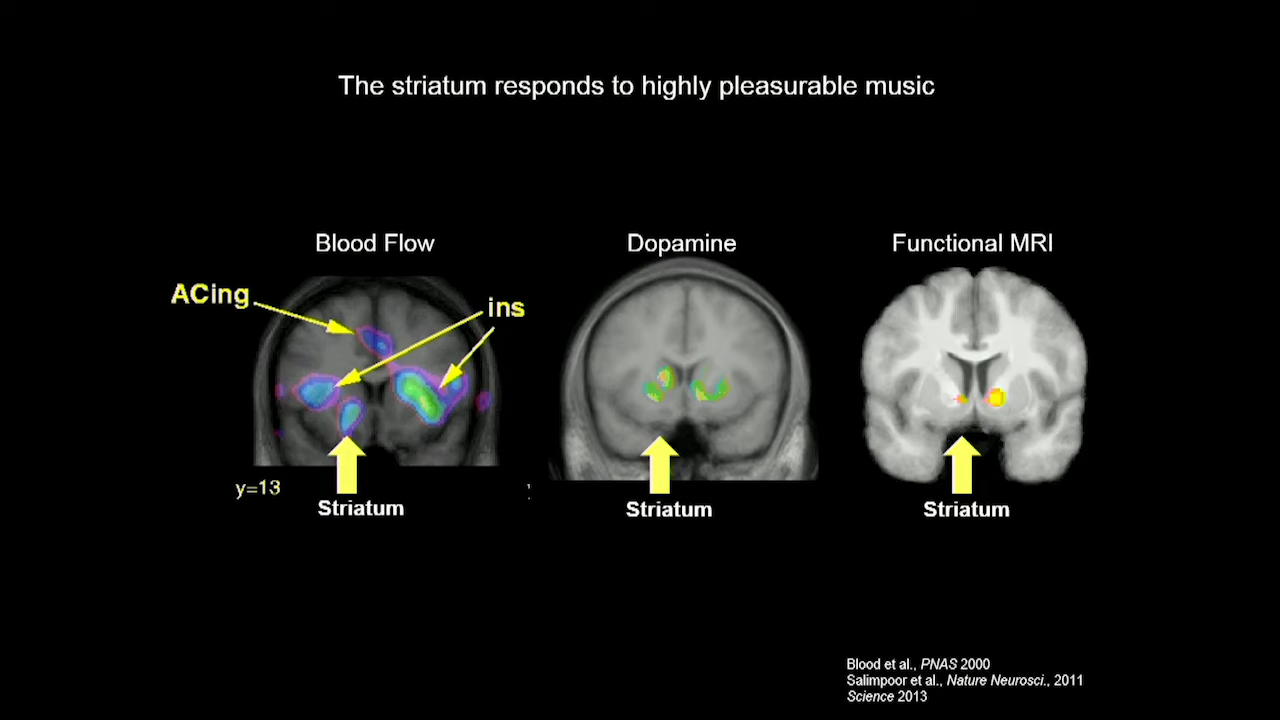 The striatum responds to highly pleasurable music
Blood Flow
Dopamine
Functional MRI
ACing
ins
y=13
Striatum
Striatum
Striatum
Blood et al., PNAS 2000
Salimpoor et al., Nature Neurosci., 2011
Science 2013